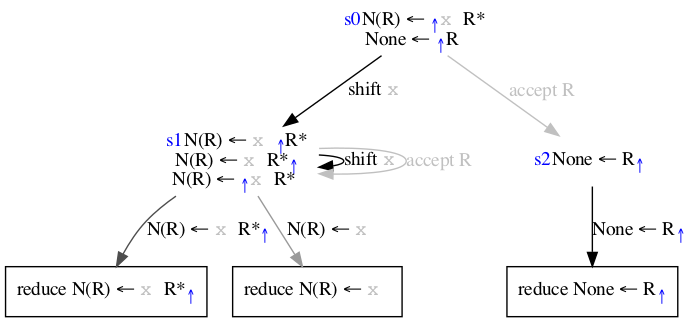 s0N(R) ← ↑x R*
None ← ↑R
shift x
accept R
s1N(R) ← x ↑R*
N(R) ← x R*↑
N(R) ← ↑x R*
shift x
accept R
s2None ← R↑
N(R) ← x R*↑
N(R) ← x
None ← R↑
reduce N(R) ← x R*↑
reduce N(R) ← x
reduce None ← R↑